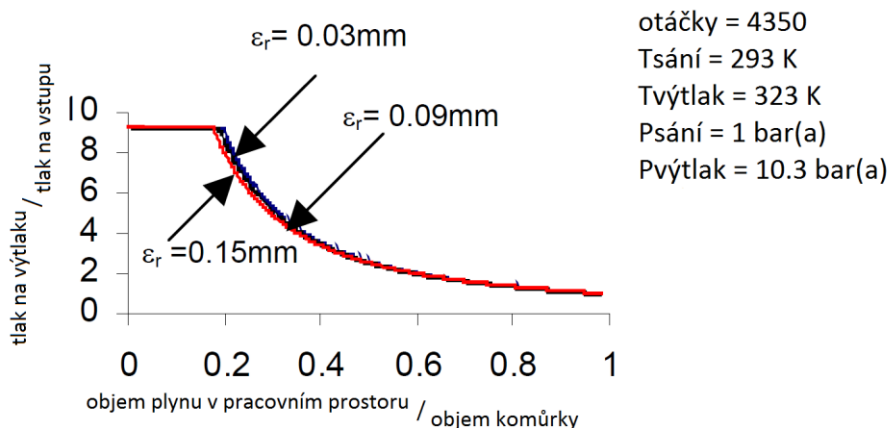 εr= 0.03mm
εr= 0.09mm
εr =0.15mm
tlak na výtlaku / tlak na vstupu
10
8
6
4
2
0
0 0.2 0.4 0.6 0.8 1
objem plynu v pracovním prostoru / objem komůrky
otáčky = 4350
Tsání = 293 K
Tvýtlak = 323 K
Psání = 1 bar(a)
Pvýtlak = 10.3 bar(a)